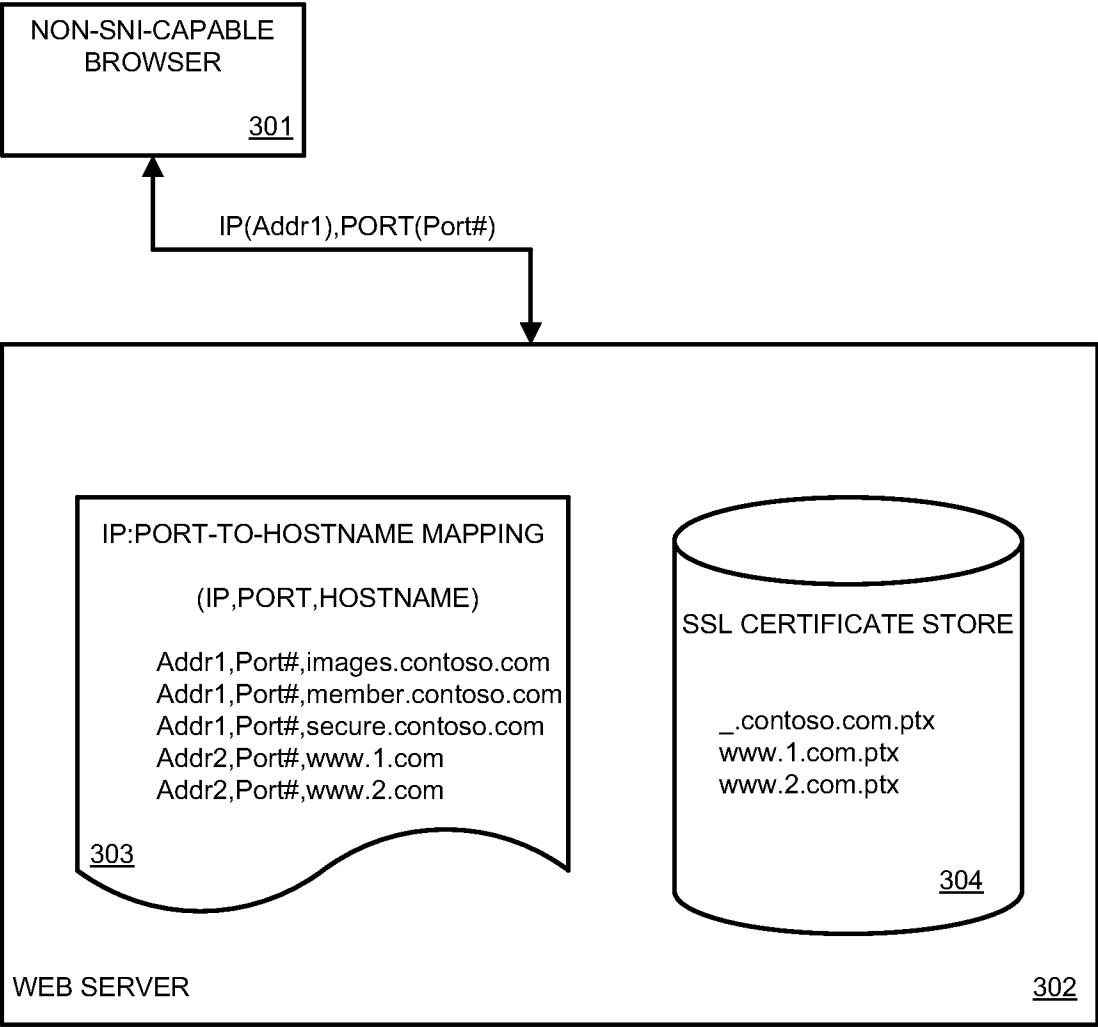 NON-SNI-CAPABLE
BROWSER
301
IP(Addr1),PORT(Port#)
IP:PORT-TO-HOSTNAME MAPPING
(IP,PORT,HOSTNAME)
Addr1,Port#,images.contoso.com
Addr1,Port#,member.contoso.com
Addr1,Port#,secure.contoso.com
Addr2,Port#,www.1.com
Addr2,Port#,www.2.com
303
SSL CERTIFICATE STORE
_.contoso.com.ptx
www.1.com.ptx
www.2.com.ptx
304
WEB SERVER
302